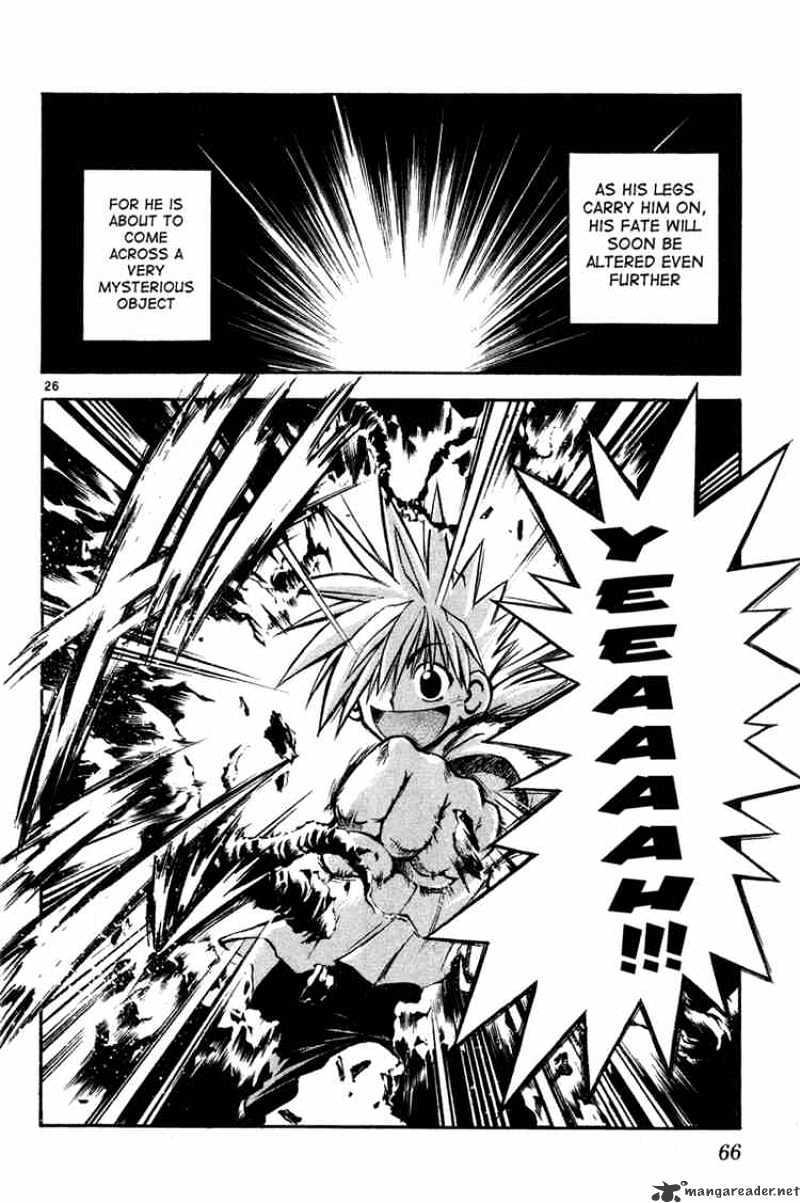 AS HIS LEGS
CARRY HIM ON,
HIS FATE WILL
SOON BE
ALTERED EVEN
FURTHER
FOR HE IS
ABOUT TO
COME
ACROSS A
VERY
MYSTERIOUS
OBJECT
26
YEEAAAAH!!!
66
mangareader.net